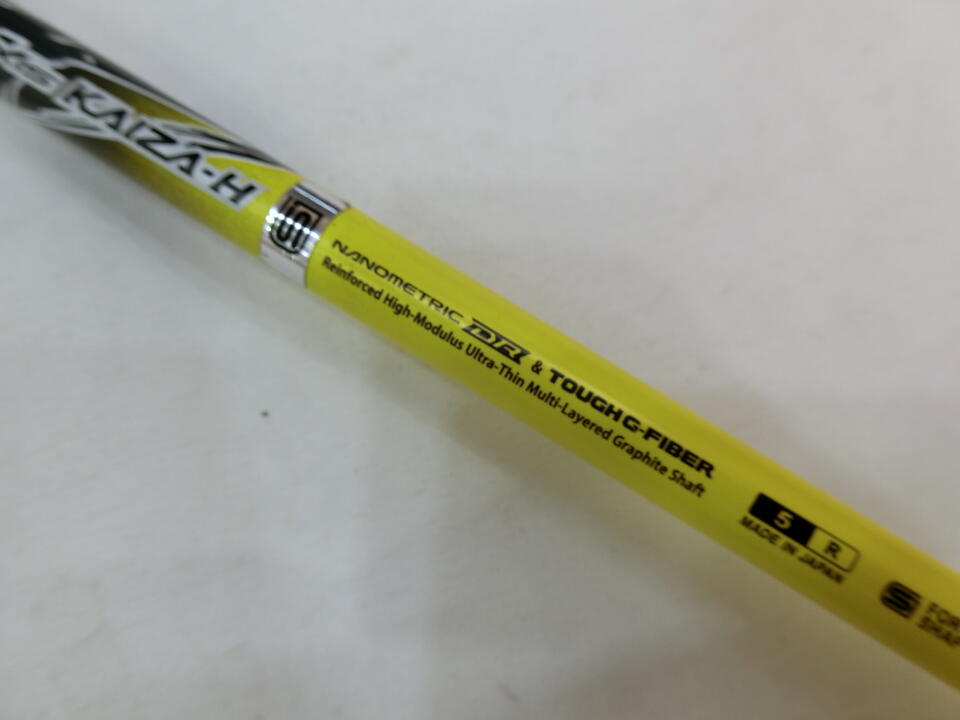 KAIZA-H
NANOMETRIC DR & TOUGH G-FIBER
Reinforced High-Modulus Ultra-Thin Multi-Layered Graphite Shaft
5 R
MADE IN JAPAN
S